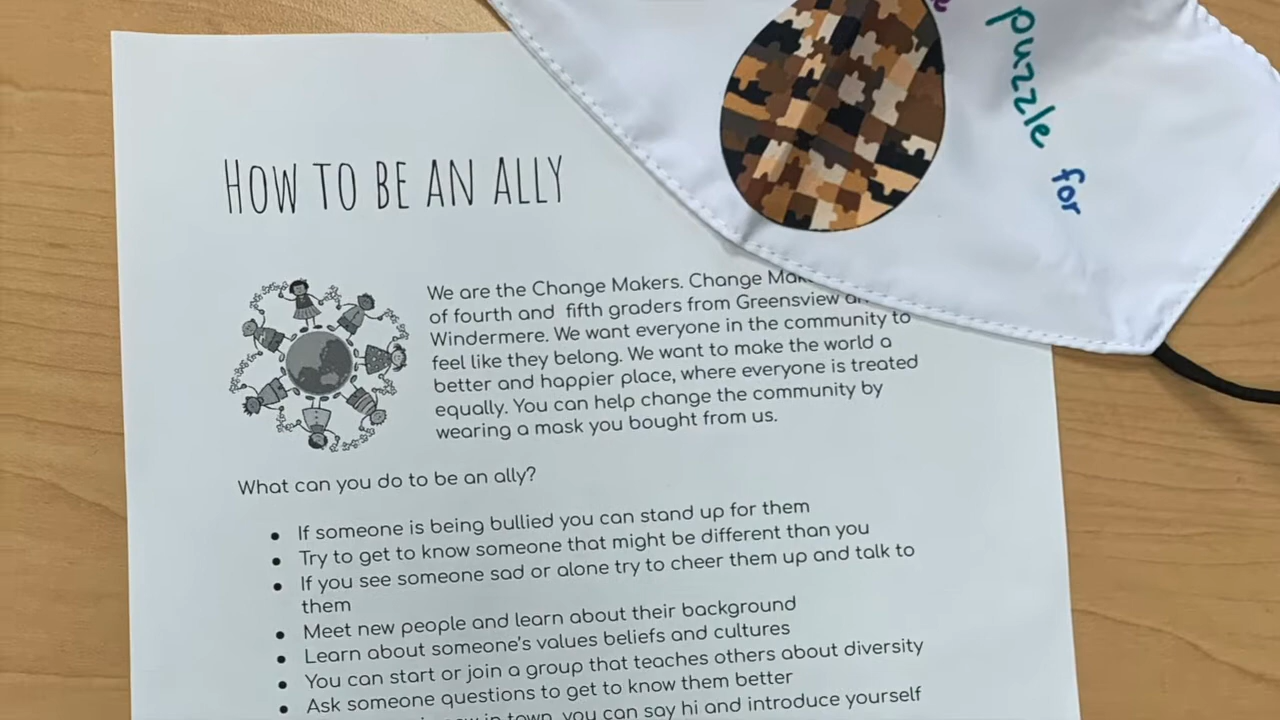 puzzle
for
HOW TO BE AN ALLY
We are the Change Makers. Change
of fourth and fifth graders from Greensview
Windermere. We want everyone in the community to
feel like they belong. We want to make the world a
better and happier place, where everyone is treated
equally. You can help change the community by
wearing a mask you bought from us.
What can you do to be an ally?
• If someone is being bullied you can stand up for them
• Try to get to know someone that might be different than you
• If you see someone sad or alone try to cheer them up and talk to
them
• Meet new people and learn about their background
• Learn about someone's values beliefs and cultures
• You can start or join a group that teaches others about diversity
• Ask someone questions to get to know them better
in town, you can say hi and introduce yourself